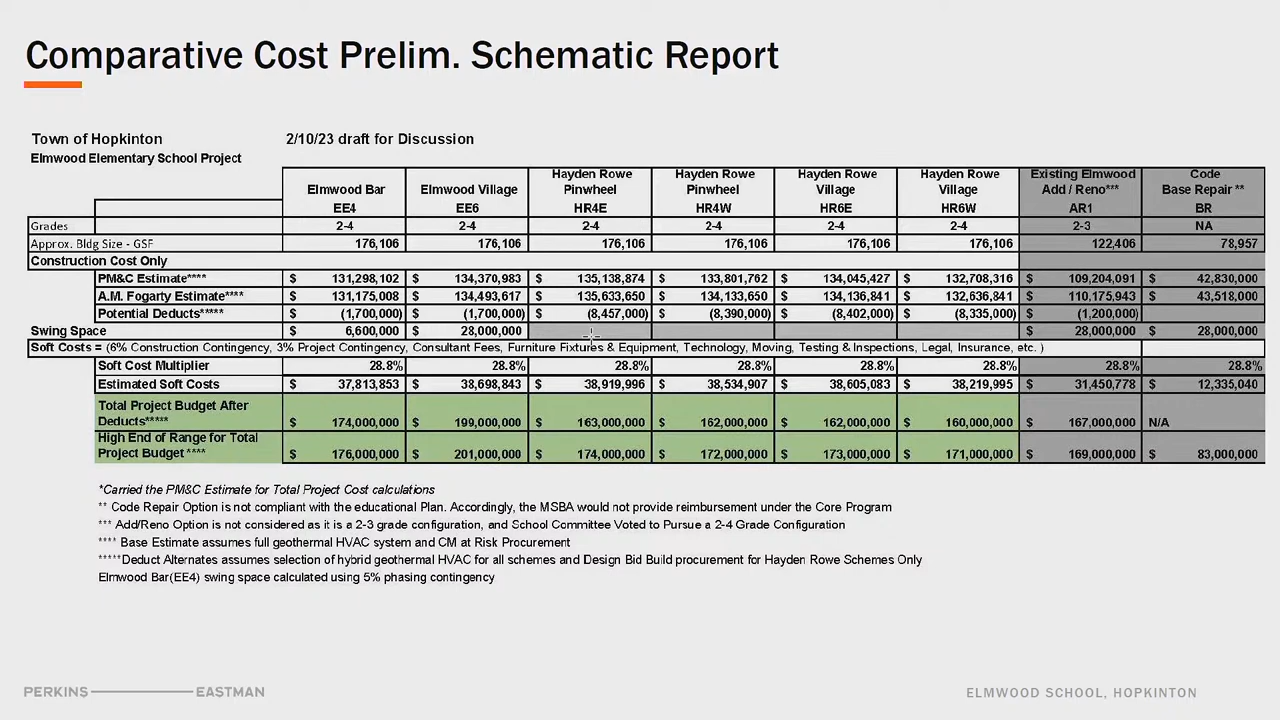 Comparative Cost Prelim. Schematic Report
Town of Hopkinton 2/10/23 draft for Discussion
Elmwood Elementary School Project
Elmwood Bar Elmwood Village Hayden Rowe Pinwheel Hayden Rowe Pinwheel Hayden Rowe Village Hayden Rowe Village Existing Elmwood Add / Reno*** Code Base Repair **
EE4 EE6 HR4E HR4W HR6E HR6W AR1 BR
Grades 2-4 2-4 2-4 2-4 2-4 2-4 2-3 NA
Approx. Bldg Size - GSF 176,106 176,106 176,106 176,106 176,106 176,106 122,406 78,957
Construction Cost Only
PM&C Estimate**** $ 131,298,102 134,370,983 $ 135,138,874 $ 133,801,762 $ 134,045,427 $ 132,708,316 $ 109,204,091 $ 42,830,000
A.M. Fogarty Estimate**** $ 131,175,008 $ 134,493,617 $ 135,633,650 $ 134,133,650 $ 134,136,841 $ 132,636,841 $ 110,175,943 $ 43,518,000
Potential Deducts***** $ (1,700,000) $ (1,700,000) $ (8,457,000) $ (8,390,000) $ (8,402,000) $ (8,335,000) $ (1,200,000)
Swing Space $ 6,600,000 $ 28,000,000 $ 28,000,000 $ 28,000,000
Soft Costs = (6% Construction Contingency, 3% Project Contingency, Consultant Fees, Furniture Fixtures & Equipment, Technology, Moving, Testing & Inspections, Legal, Insurance, etc. )
Soft Cost Multiplier 28.8% 28.8% 28.8% 28.8% 28.8% 28.8% 28.8% 28.8%
Estimated Soft Costs $ 37,813,853 $ 38,698,843 $ 38,919,996 $ 38,534,907 $ 38,605,083 $ 38,219,995 $ 31,450,778 $ 12,335,040
Total Project Budget After
Deducts***** $ 174,000,000 $ 199,000,000 $ 163,000,000 $ 162,000,000 $ 162,000,000 $ 160,000,000 $ 167,000,000 N/A
High End of Range for Total
Project Budget **** $ 176,000,000 $ 201,000,000 $ 174,000,000 $ 172,000,000 $ 173,000,000 $ 171,000,000 $ 169,000,000 $ 83,000,000
*Carried the PM&C Estimate for Total Project Cost calculations
** Code Repair Option is not compliant with the educational Plan. Accordingly, the MSBA would not provide reimbursement under the Core Program
*** Add/Reno Option is not considered as it is a 2-3 grade configuration, and School Committee Voted to Pursue a 2-4 Grade Configuration
**** Base Estimate assumes full geothermal HVAC system and CM at Risk Procurement
*****Deduct Alternates assumes selection of hybrid geothermal HVAC for all schemes and Design Bid Build procurement for Hayden Rowe Schemes Only
Elmwood Bar(EE4) swing space calculated using 5% phasing contingency
PERKINS EASTMAN ELMWOOD SCHOOL, HOPKINTON